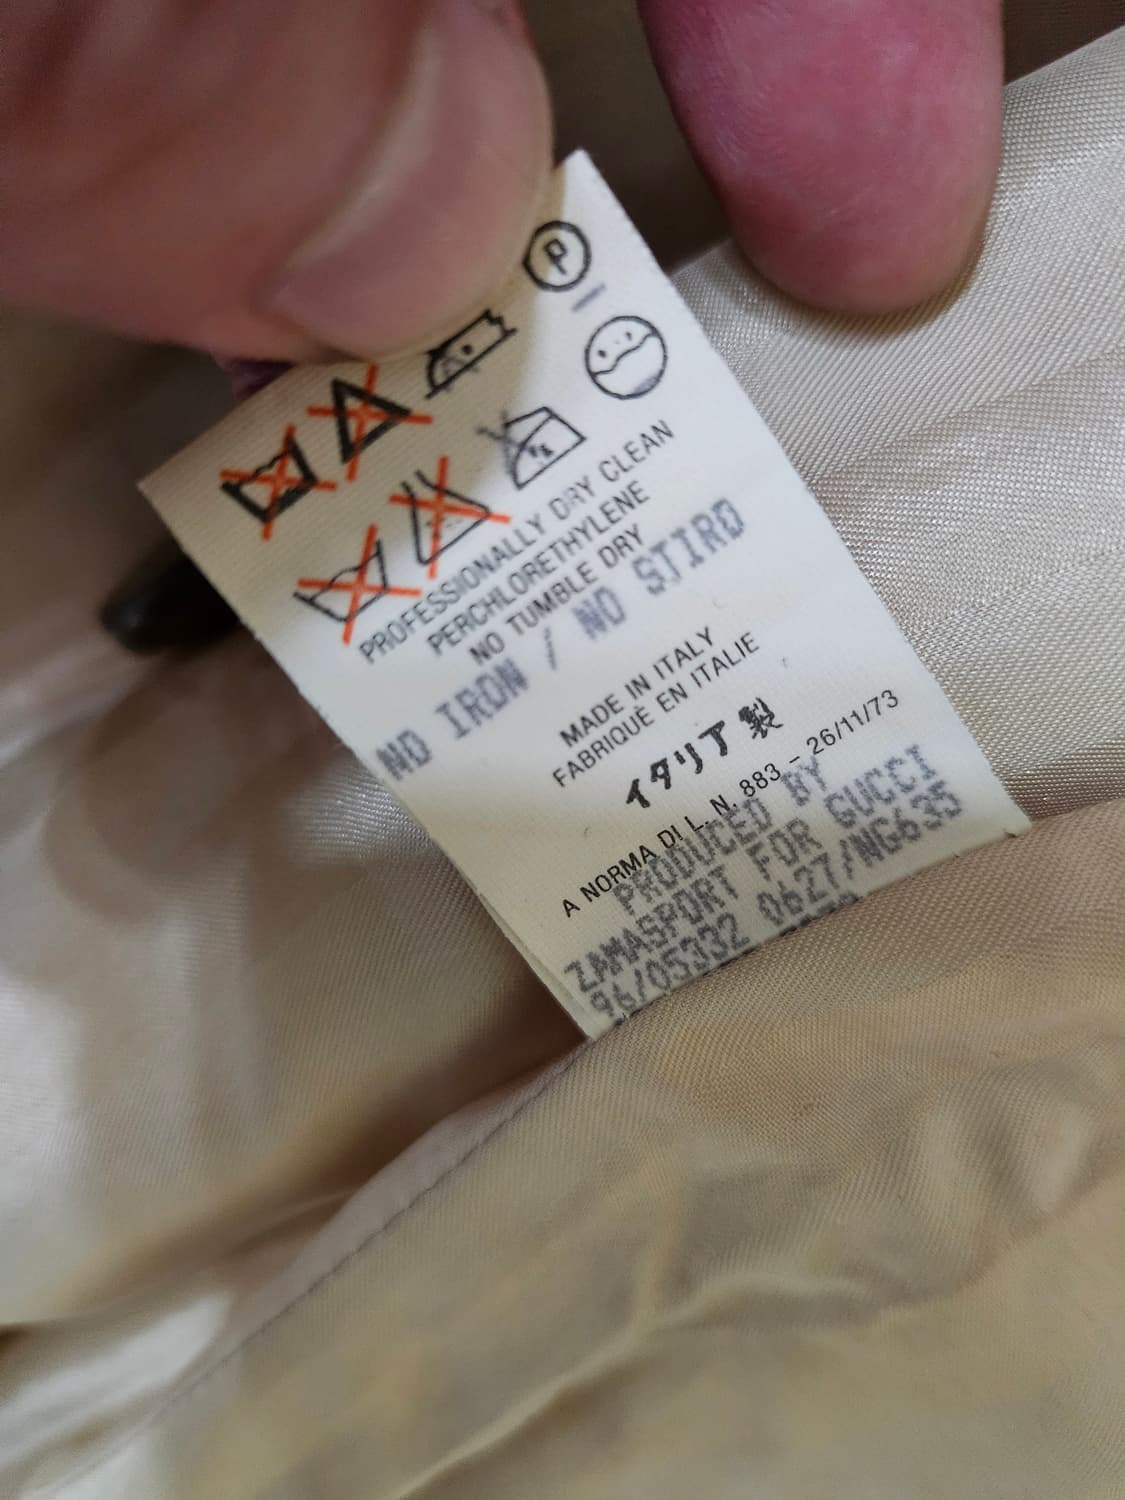 P
PROFESSIONALLY DRY CLEAN
PERCHLORETHYLENE
NO TUMBLE DRY
NO IRON / NO STIRO
MADE IN ITALY
FABRIQUÈ EN ITALIE
イタリア製
A NORMA DI L. N. 883 - 26/11/73
PRODUCED BY
ZAMASPORT FOR GUCCI
96/05332 0627/NG635